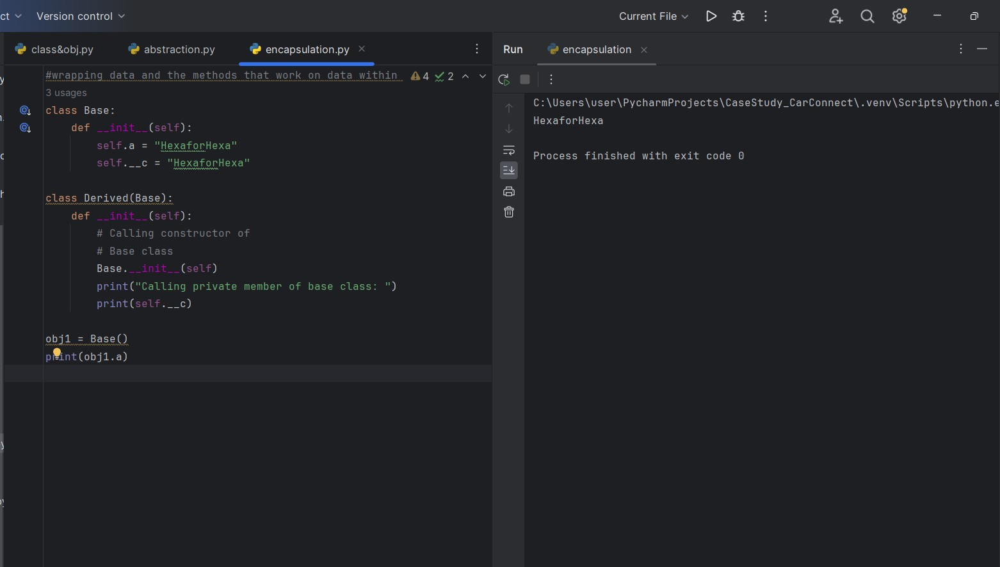 ct Version control Current File
class&obj.py abstraction.py encapsulation.py Run encapsulation
#wrapping data and the methods that work on data within 4 2
3 usages
class Base:
def __init__(self):
self.a = "HexaforHexa"
self.__c = "HexaforHexa"
class Derived(Base):
def __init__(self):
# Calling constructor of
# Base class
Base.__init__(self)
print("Calling private member of base class: ")
print(self.__c)
obj1 = Base()
print(obj1.a)
C:\Users\user\PycharmProjects\CaseStudy_CarConnect\.venv\Scripts\python.e
HexaforHexa
Process finished with exit code 0